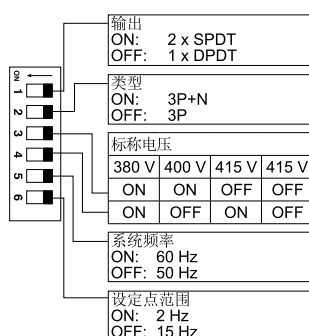 输出
ON: 2 x SPDT
OFF: 1 x DPDT
ON
1
2
3
4
5
6
类型
ON: 3P+N
OFF: 3P
标称电压
380 V 400 V 415 V 415 V
ON ON OFF OFF
ON OFF ON OFF
系统频率
ON: 60 Hz
OFF: 50 Hz
设定点范围
ON: 2 Hz
OFF: 15 Hz